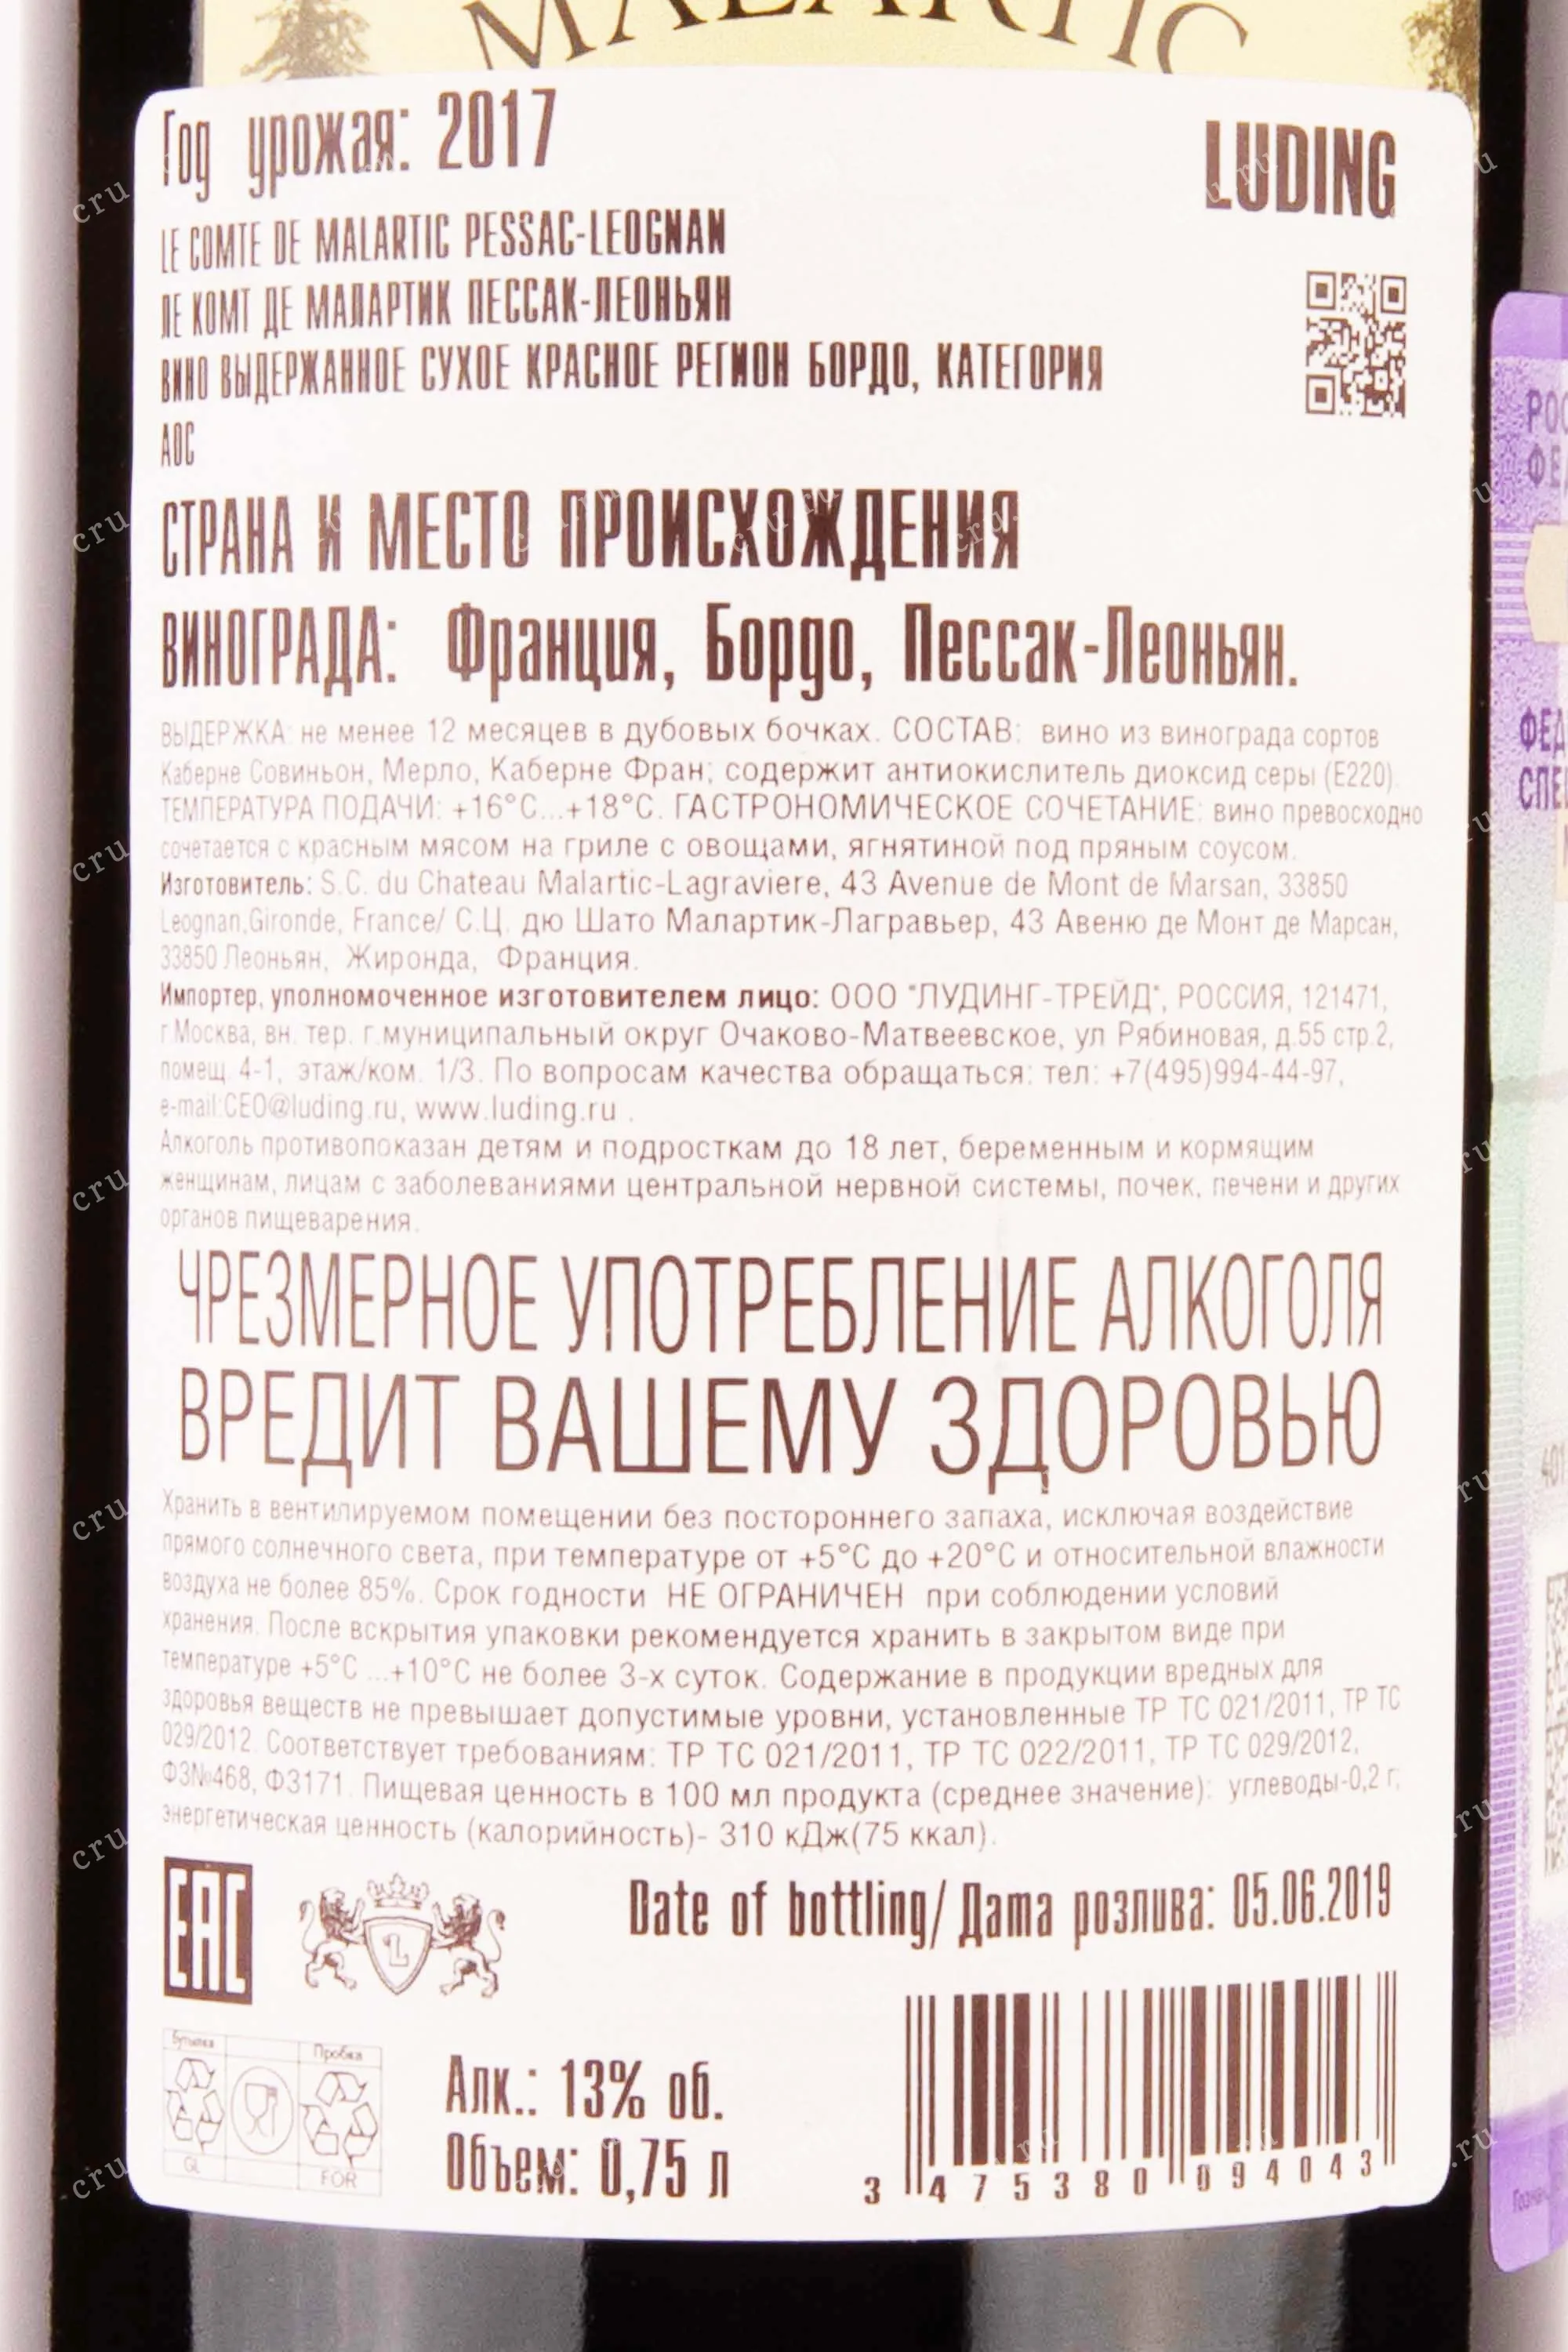 MALARTIC
Год урожая: 2017
LUDING
LE COMTE DE MALARTIC PESSAC-LEOGNAN
ЛЕ КОМТ ДЕ МАЛАРТИК ПЕССАК-ЛЕОНЬЯН
ВИНО ВЫДЕРЖАННОЕ СУХОЕ КРАСНОЕ РЕГИОН БОРДО, КАТЕГОРИЯ
АОС
СТРАНА И МЕСТО ПРОИСХОЖДЕНИЯ
ВИНОГРАДА: Франция, Бордо, Пессак-Леоньян.
ВЫДЕРЖКА: не менее 12 месяцев в дубовых бочках. СОСТАВ: вино из винограда сортов
Каберне Совиньон, Мерло, Каберне Фран; содержит антиокислитель диоксид серы (Е220).
ТЕМПЕРАТУРА ПОДАЧИ: +16°С...+18°С. ГАСТРОНОМИЧЕСКОЕ СОЧЕТАНИЕ: вино превосходно
сочетается с красным мясом на гриле с овощами, ягнятиной под пряным соусом.
Изготовитель: S.C. du Chateau Malartic-Lagraviere, 43 Avenue de Mont de Marsan, 33850
Leognan,Gironde, France/ С.Ц. дю Шато Малартик-Лагравьер, 43 Авеню де Монт де Марсан,
33850 Леоньян, Жиронда, Франция.
Импортер, уполномоченное изготовителем лицо: ООО "ЛУДИНГ-ТРЕЙД", РОССИЯ, 121471,
г.Москва, вн. тер. г.муниципальный округ Очаково-Матвеевское, ул Рябиновая, д.55 стр.2,
помещ. 4-1, этаж/ком. 1/3. По вопросам качества обращаться: тел: +7(495)994-44-97,
e-mail:CEO@luding.ru, www.luding.ru .
Алкоголь противопоказан детям и подросткам до 18 лет, беременным и кормящим
женщинам, лицам с заболеваниями центральной нервной системы, почек, печени и других
органов пищеварения.
ЧРЕЗМЕРНОЕ УПОТРЕБЛЕНИЕ АЛКОГОЛЯ
ВРЕДИТ ВАШЕМУ ЗДОРОВЬЮ
Хранить в вентилируемом помещении без постороннего запаха, исключая воздействие
прямого солнечного света, при температуре от +5°С до +20°С и относительной влажности
воздуха не более 85%. Срок годности НЕ ОГРАНИЧЕН при соблюдении условий
хранения. После вскрытия упаковки рекомендуется хранить в закрытом виде при
температуре +5°С ...+10°С не более 3-х суток. Содержание в продукции вредных для
здоровья веществ не превышает допустимые уровни, установленные ТР ТС 021/2011, ТР ТС
029/2012. Соответствует требованиям: ТР ТС 021/2011, ТР ТС 022/2011, ТР ТС 029/2012,
ФЗ№468, ФЗ171. Пищевая ценность в 100 мл продукта (среднее значение): углеводы-0,2 г;
энергетическая ценность (калорийность)- 310 кДж(75 ккал).
EAC
Date of bottling/ Дата розлива: 05.06.2019
Бутылка
Пробка
GL
FOR
Алк.: 13% об.
Объем: 0,75 л
3 475380 094043
РОС
ФЕ
ФЕД
СПЕ
401